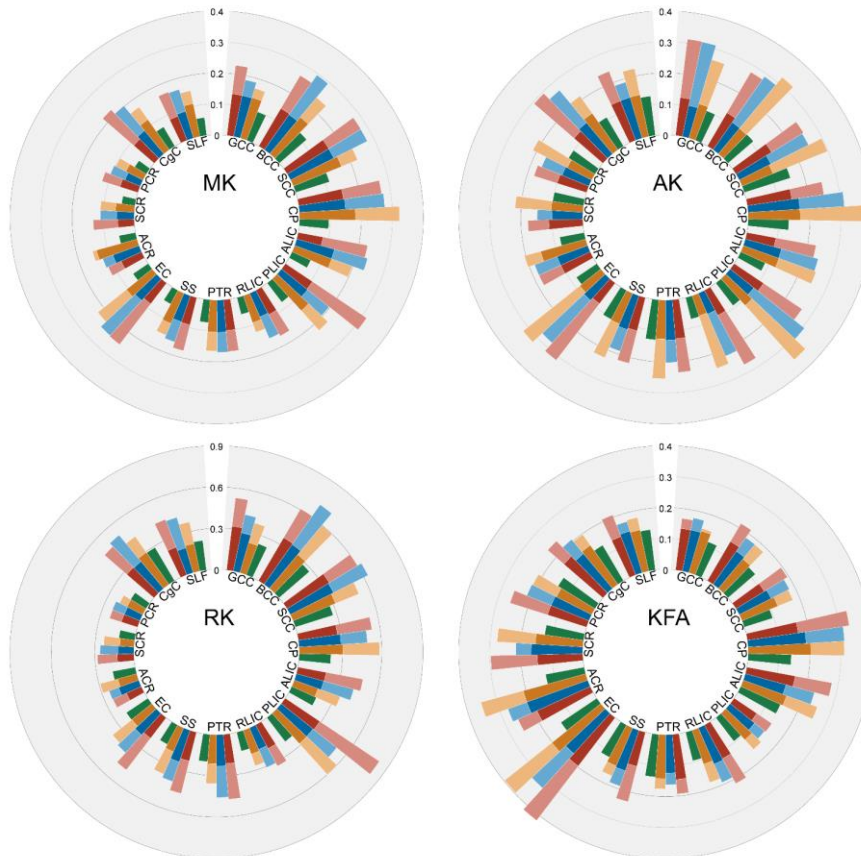 0.4
0.3
0.2
0.1
0
GCC
BCC
SCC
CP
ALIC
PLIC
RLIC
PTR
SS
EC
ACR
SCR
PCR
CgC
SLF
MK
0.4
0.3
0.2
0.1
0
GCC
BCC
SCC
CP
ALIC
PLIC
RLIC
PTR
SS
EC
ACR
SCR
PCR
CgC
SLF
AK
0.9
0.6
0.3
0
GCC
BCC
SCC
CP
ALIC
PLIC
RLIC
PTR
SS
EC
ACR
SCR
PCR
CgC
SLF
RK
0.4
0.3
0.2
0.1
0
GCC
BCC
SCC
CP
ALIC
PLIC
RLIC
PTR
SS
EC
ACR
SCR
PCR
CgC
SLF
KFA